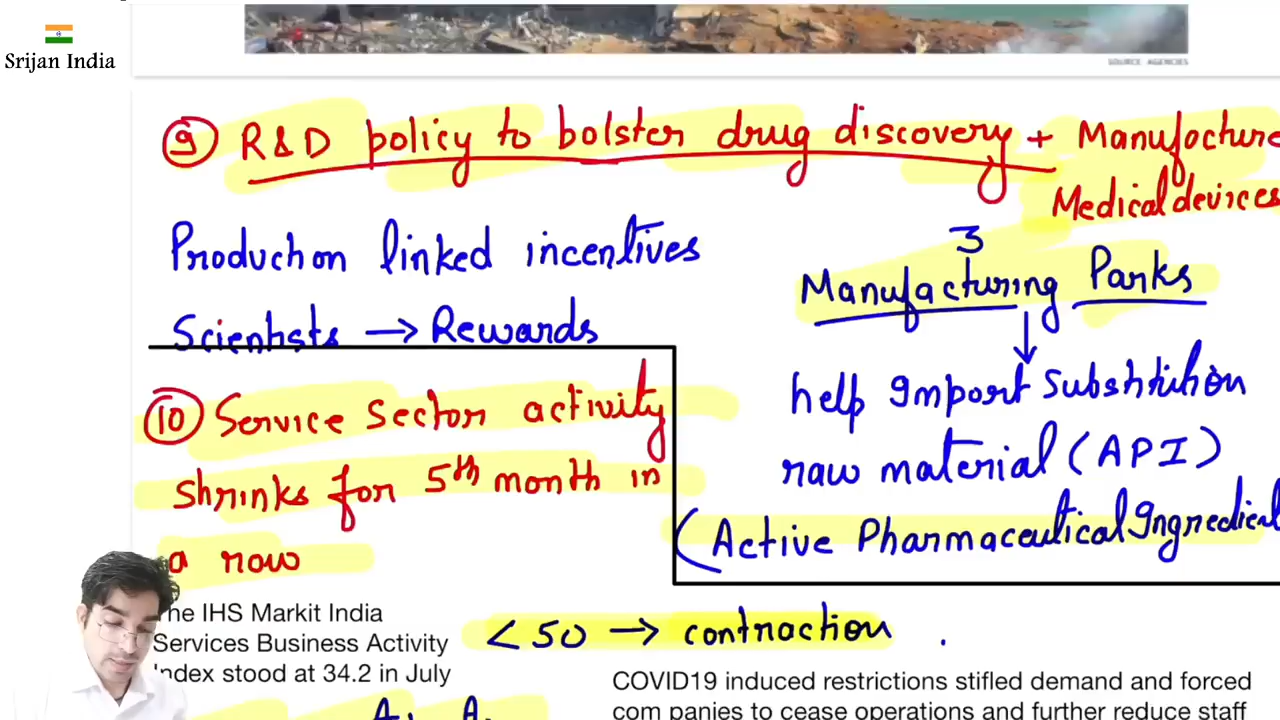 Srijan India
SOURCE AGENCIES
9 R&D policy to bolster drug discovery + Manufacture
Medical devices
Production linked incentives
Scientists → Rewards
3
Manufacturing Parks
help Import Substitution
raw material (API)
(Active Pharmaceutical Ingredient
10 Service Sector activity
shrinks for 5th month in
a row
The IHS Markit India
Services Business Activity
Index stood at 34.2 in July
< 50 → contraction
COVID19 induced restrictions stifled demand and forced
com panies to cease operations and further reduce staff